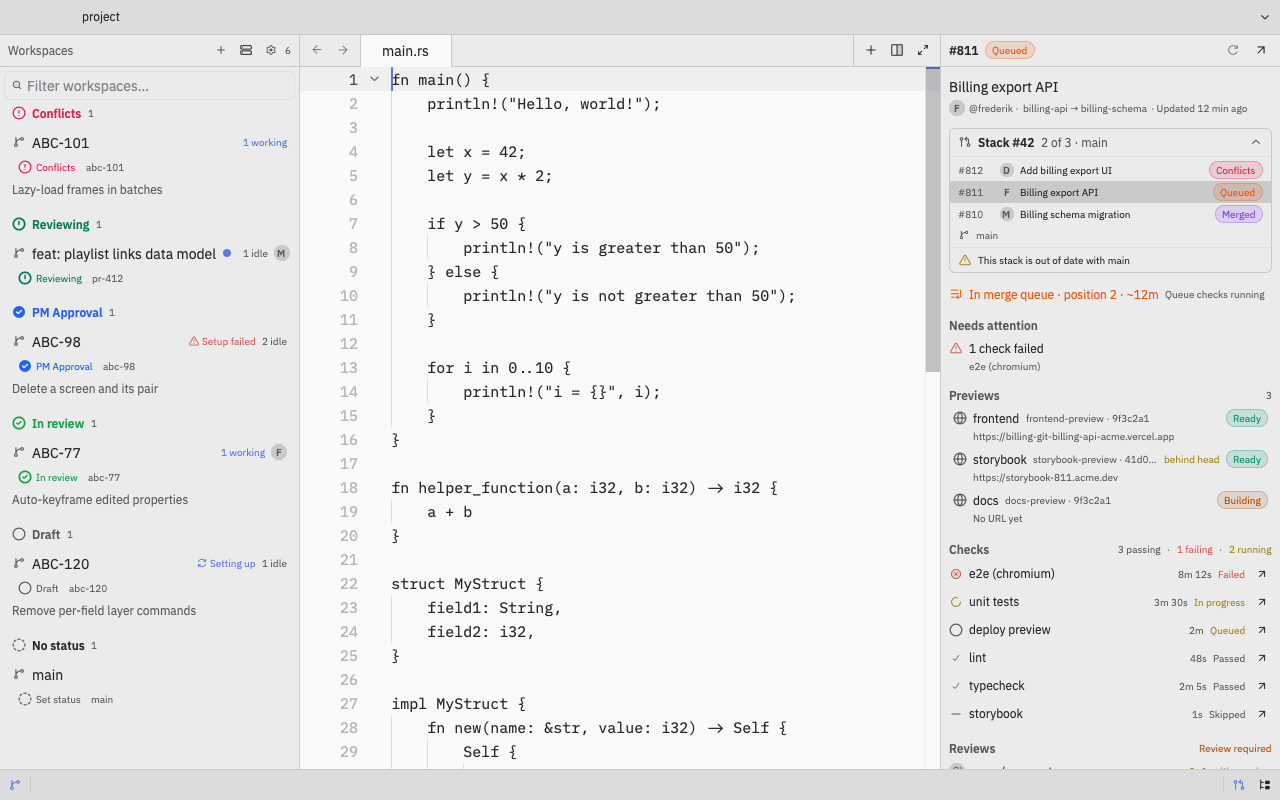 project
Workspaces
6
Filter workspaces...
Conflicts 1
ABC-101 1 working
Conflicts abc-101
Lazy-load frames in batches
Reviewing 1
feat: playlist links data model 1 idle M
Reviewing pr-412
PM Approval 1
ABC-98 Setup failed 2 idle
PM Approval abc-98
Delete a screen and its pair
In review 1
ABC-77 1 working F
In review abc-77
Auto-keyframe edited properties
Draft 1
ABC-120 Setting up 1 idle
Draft abc-120
Remove per-field layer commands
No status 1
main
Set status main
main.rs
1 fn main() {
2 println!("Hello, world!");
3
4 let x = 42;
5 let y = x * 2;
6
7 if y > 50 {
8 println!("y is greater than 50");
9 } else {
10 println!("y is not greater than 50");
11 }
12
13 for i in 0..10 {
14 println!("i = {}", i);
15 }
16 }
17
18 fn helper_function(a: i32, b: i32) -> i32 {
19 a + b
20 }
21
22 struct MyStruct {
23 field1: String,
24 field2: i32,
25 }
26
27 impl MyStruct {
28 fn new(name: &str, value: i32) -> Self {
29 Self {
#811 Queued
Billing export API
F @frederik · billing-api → billing-schema · Updated 12 min ago
Stack #42 2 of 3 · main
#812 D Add billing export UI Conflicts
#811 F Billing export API Queued
#810 M Billing schema migration Merged
main
This stack is out of date with main
In merge queue · position 2 · ~12m Queue checks running
Needs attention
1 check failed
e2e (chromium)
Previews 3
frontend frontend-preview · 9f3c2a1 Ready
https://billing-git-billing-api-acme.vercel.app
storybook storybook-preview · 41d0... behind head Ready
https://storybook-811.acme.dev
docs docs-preview · 9f3c2a1 Building
No URL yet
Checks 3 passing · 1 failing · 2 running
e2e (chromium) 8m 12s Failed
unit tests 3m 30s In progress
deploy preview 2m Queued
lint 48s Passed
typecheck 2m 5s Passed
storybook 1s Skipped
Reviews Review required